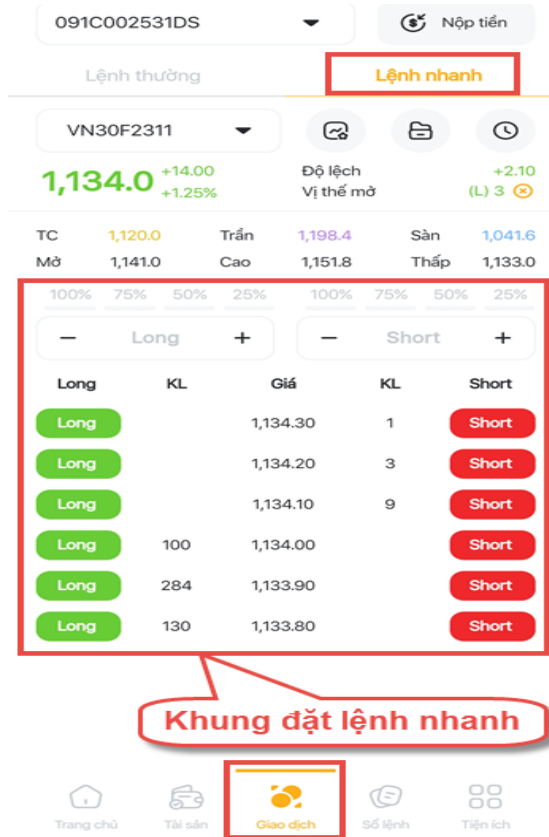 091C002531DS Nộp tiền
Lệnh thường Lệnh nhanh
VN30F2311
1,134.0 +14.00 +1.25% Độ lệch +2.10
Vị thế mở (L) 3
TC 1,120.0 Trần 1,198.4 Sàn 1,041.6
Mở 1,141.0 Cao 1,151.8 Thấp 1,133.0
100% 75% 50% 25% 100% 75% 50% 25%
− Long + − Short +
Long KL Giá KL Short
Long 1,134.30 1 Short
Long 1,134.20 3 Short
Long 1,134.10 9 Short
Long 100 1,134.00 Short
Long 284 1,133.90 Short
Long 130 1,133.80 Short
Khung đặt lệnh nhanh
Trang chủ Tài sản Giao dịch Sổ lệnh Tiện ích